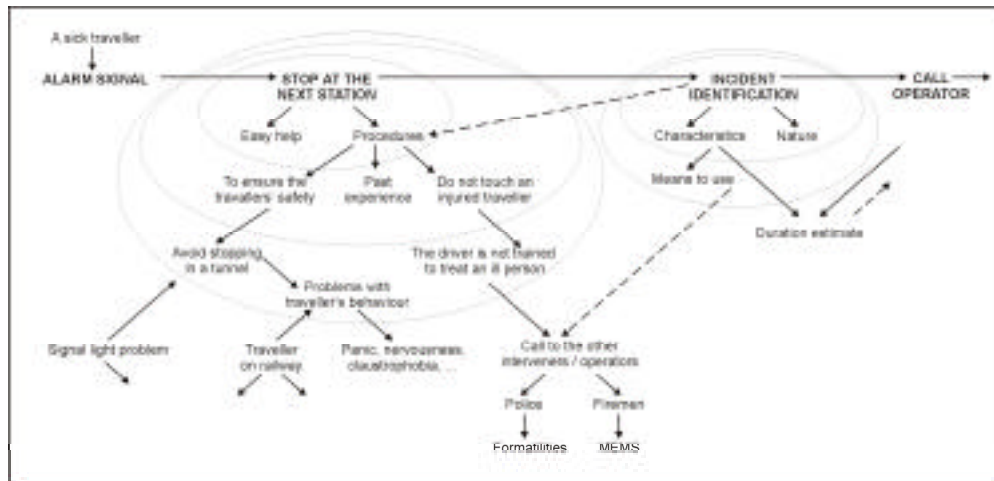 A sick traveller
ALARM SIGNAL
STOP AT THE
NEXT STATION
INCIDENT
IDENTIFICATION
CALL
OPERATOR
Easy help
Procedures
Characteristics
Nature
To ensure the
travellers' safety
Past
experience
Do not touch an
injured traveller
Means to use
Duration estimate
Avoid stopping
in a tunnel
The driver is not trained
to treat an ill person
Problems with
traveller's behaviour
Signal light problem
Traveller
on railway
Panic, nervousness,
claustrophobia, ...
Call to the other
interveners / operators
Police
Firemen
Formatilities
MEMS